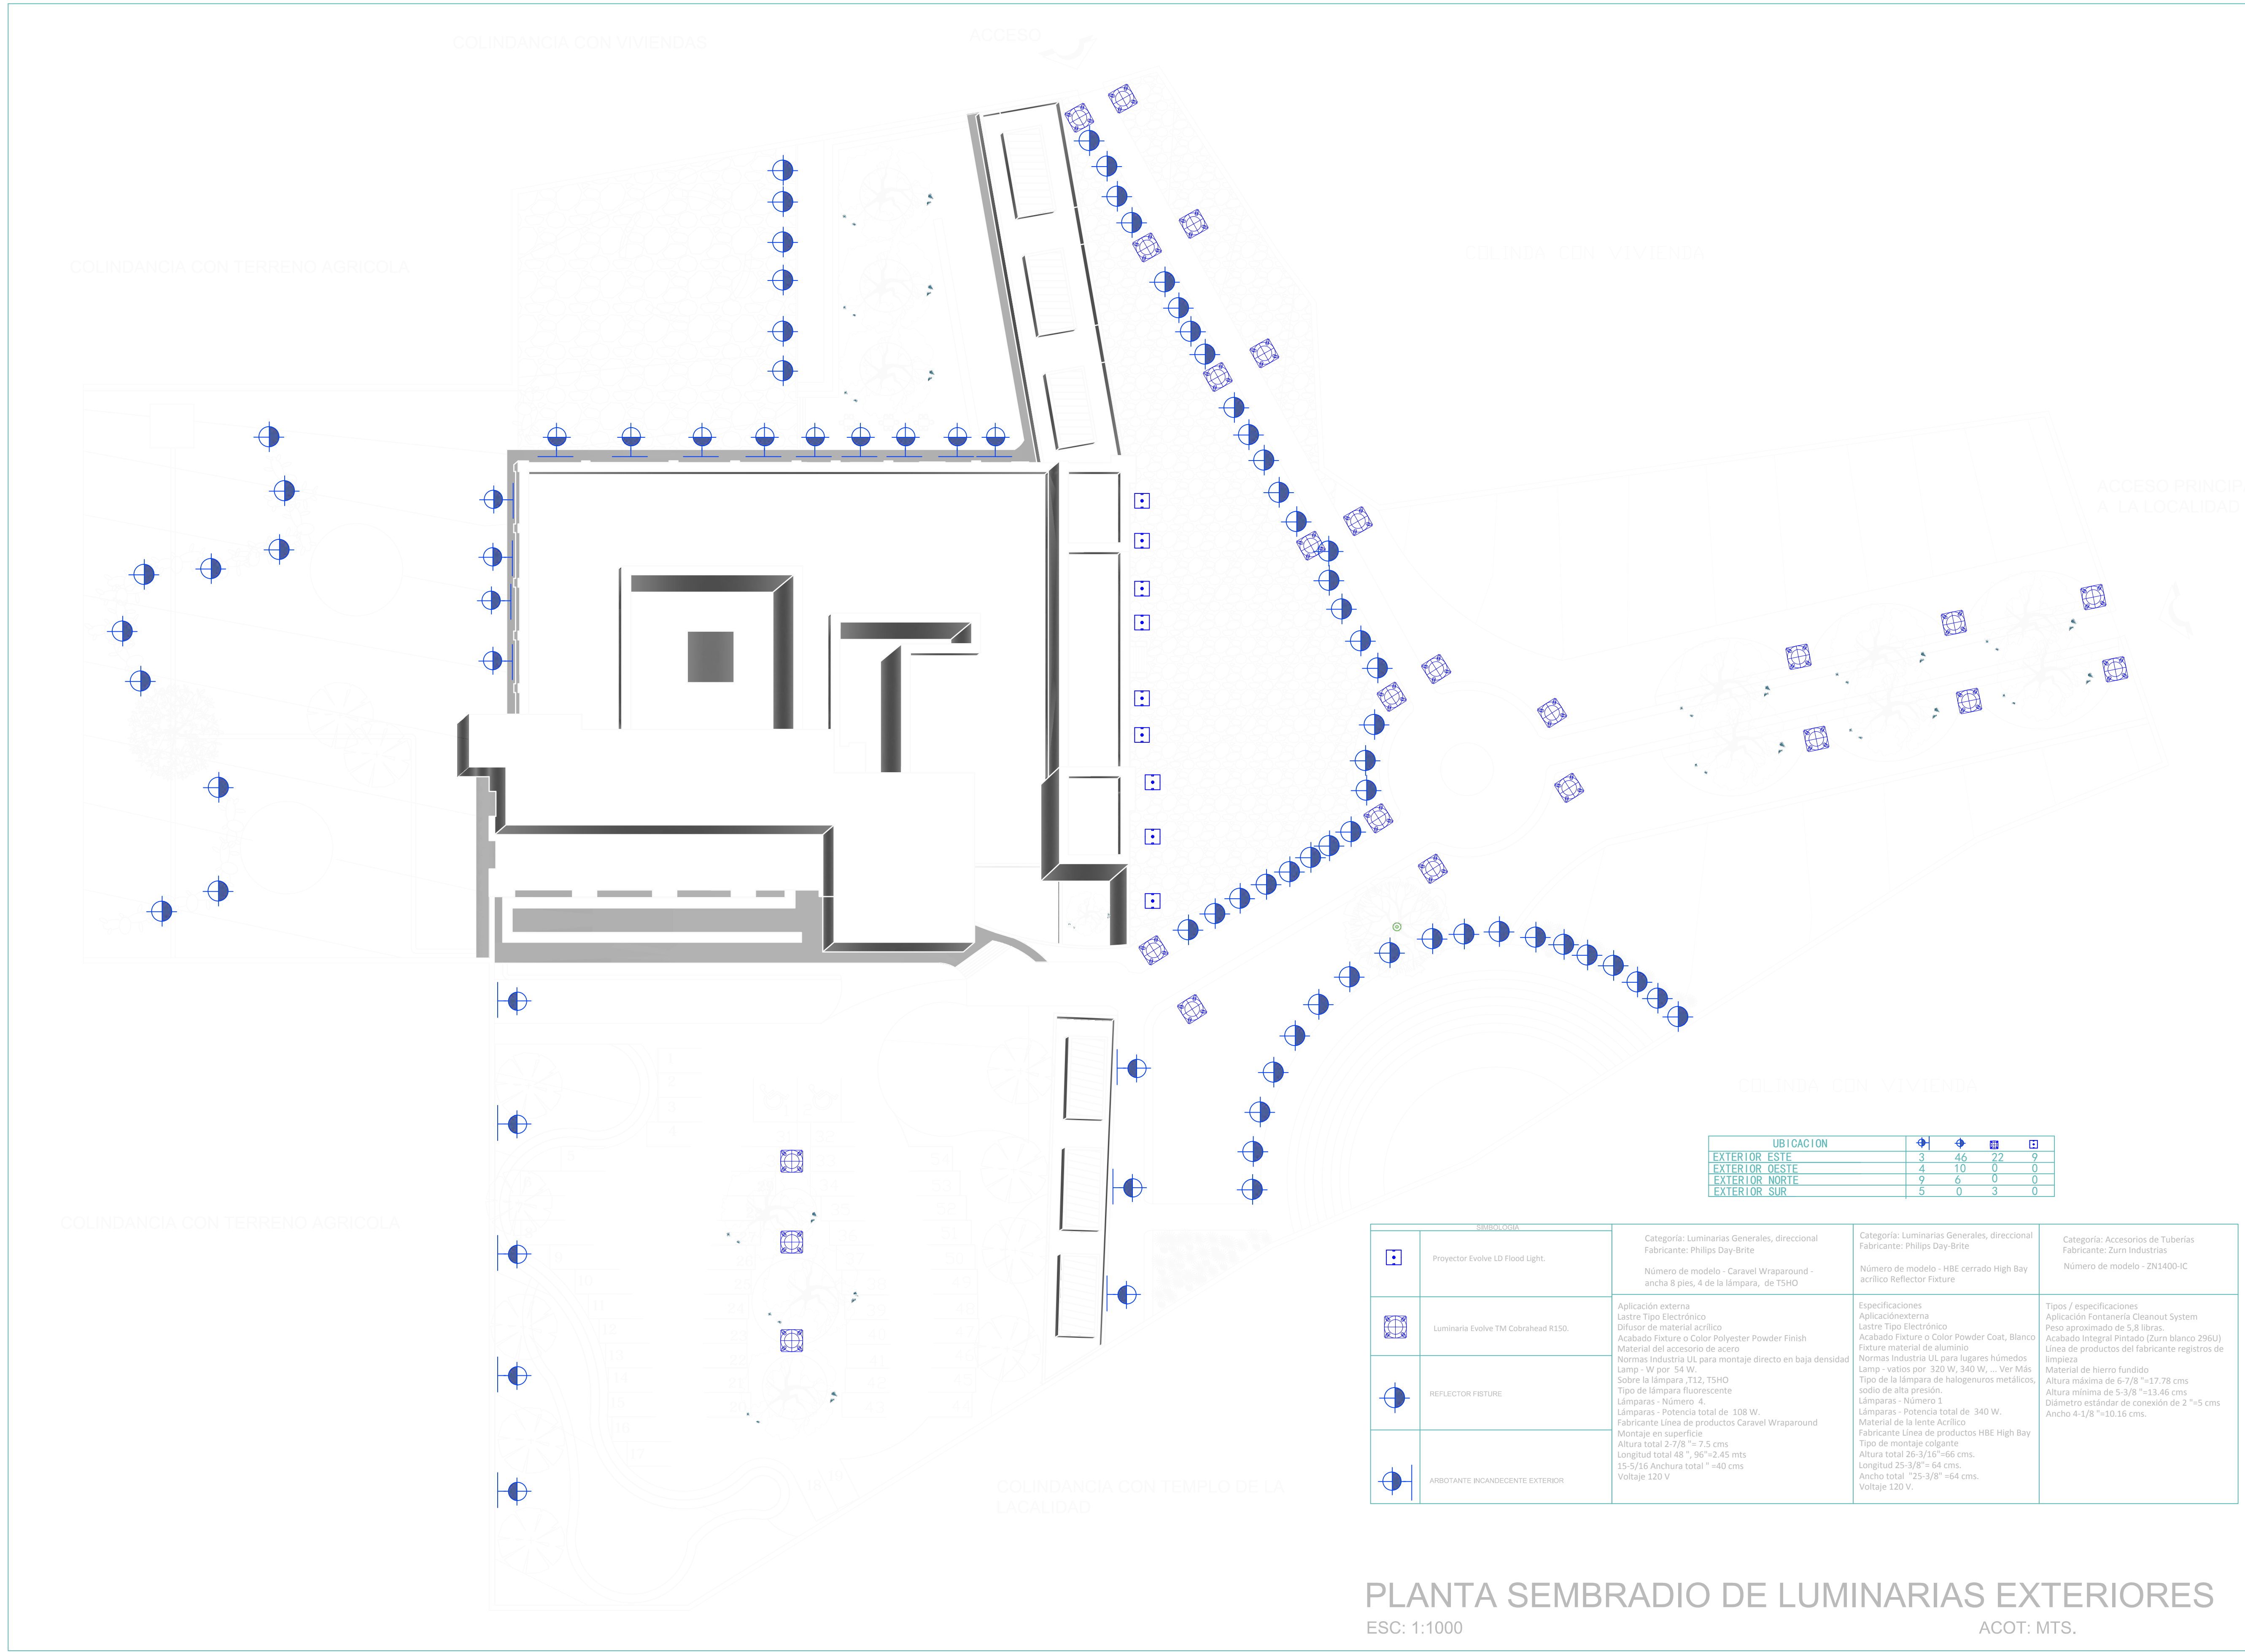 COLINDANCIA CON VIVIENDAS
ACCESO
COLINDANCIA CON TERRENO AGRICOLA
ACCESO PRINCIP
A LA LOCALIDAD
COLINDANCIA CON TERRENO AGRICOLA
COLINDANCIA CON TEMPLO DE LA
LACALIDAD
UBICACION
EXTERIOR ESTE 3 46 22 9
EXTERIOR OESTE 4 10 0 0
EXTERIOR NORTE 9 6 0 0
EXTERIOR SUR 5 0 3 0
SIMBOLOGIA
Proyector Evolve LD Flood Light.
Luminaria Evolve TM Cobrahead R150.
REFLECTOR FIBTURE
ARBOTANTE INCANDECENTE EXTERIOR
Categoría: Luminarias Generales, direccional
Fabricante: Philips Day-Brite
Número de modelo - Caravel Wraparound -
ancha 8 pies, 4 de la lámpara, de T5HO
Aplicación externa
Lastre Tipo Electrónico
Difusor de material acrílico
Acabado Fixture o Color Polyester Powder Finish
Material del accesorio de acero
Normas Industria UL para montaje directo en baja densidad
Lamp - W por 54 W.
Sobre la lámpara ,T12, T5HO
Tipo de lámpara fluorescente
Lámparas - Número 4.
Lámparas - Potencia total de 108 W.
Fabricante Línea de productos Caravel Wraparound
Montaje en superficie
Altura total 2-7/8 "= 7.5 cms
Longitud total 48 ", 96"=2.45 mts
15-5/16 Anchura total " =40 cms
Voltaje 120 V
Categoría: Luminarias Generales, direccional
Fabricante: Philips Day-Brite
Número de modelo - HBE cerrado High Bay
acrílico Reflector Fixture
Especificaciones
Aplicaciónexterna
Lastre Tipo Electrónico
Acabado Fixture o Color Powder Coat, Blanco
Fixture material de aluminio
Normas Industria UL para lugares húmedos
Lamp - vatios por 320 W, 340 W, ... Ver Más
Tipo de la lámpara de halogenuros metálicos,
sodio de alta presión.
Lámparas - Número 1
Lámparas - Potencia total de 340 W.
Material de la lente Acrílico
Fabricante Línea de productos HBE High Bay
Tipo de montaje colgante
Altura total 26-3/16"=66 cms.
Longitud 25-3/8"= 64 cms.
Ancho total "25-3/8" =64 cms.
Voltaje 120 V.
Categoría: Accesorios de Tuberías
Fabricante: Zurn Industrias
Número de modelo - ZN1400-IC
Tipos / especificaciones
Aplicación Fontanería Cleanout System
Peso aproximado de 5,8 libras.
Acabado Integral Pintado (Zurn blanco 296U)
Línea de productos del fabricante registros de
limpieza
Material de hierro fundido
Altura máxima de 6-7/8 "=17.78 cms
Altura mínima de 5-3/8 "=13.46 cms
Diámetro estándar de conexión de 2 "=5 cms
Ancho 4-1/8 "=10.16 cms.
PLANTA SEMBRADIO DE LUMINARIAS EXTERIORES
ESC: 1:1000 ACOT: MTS.